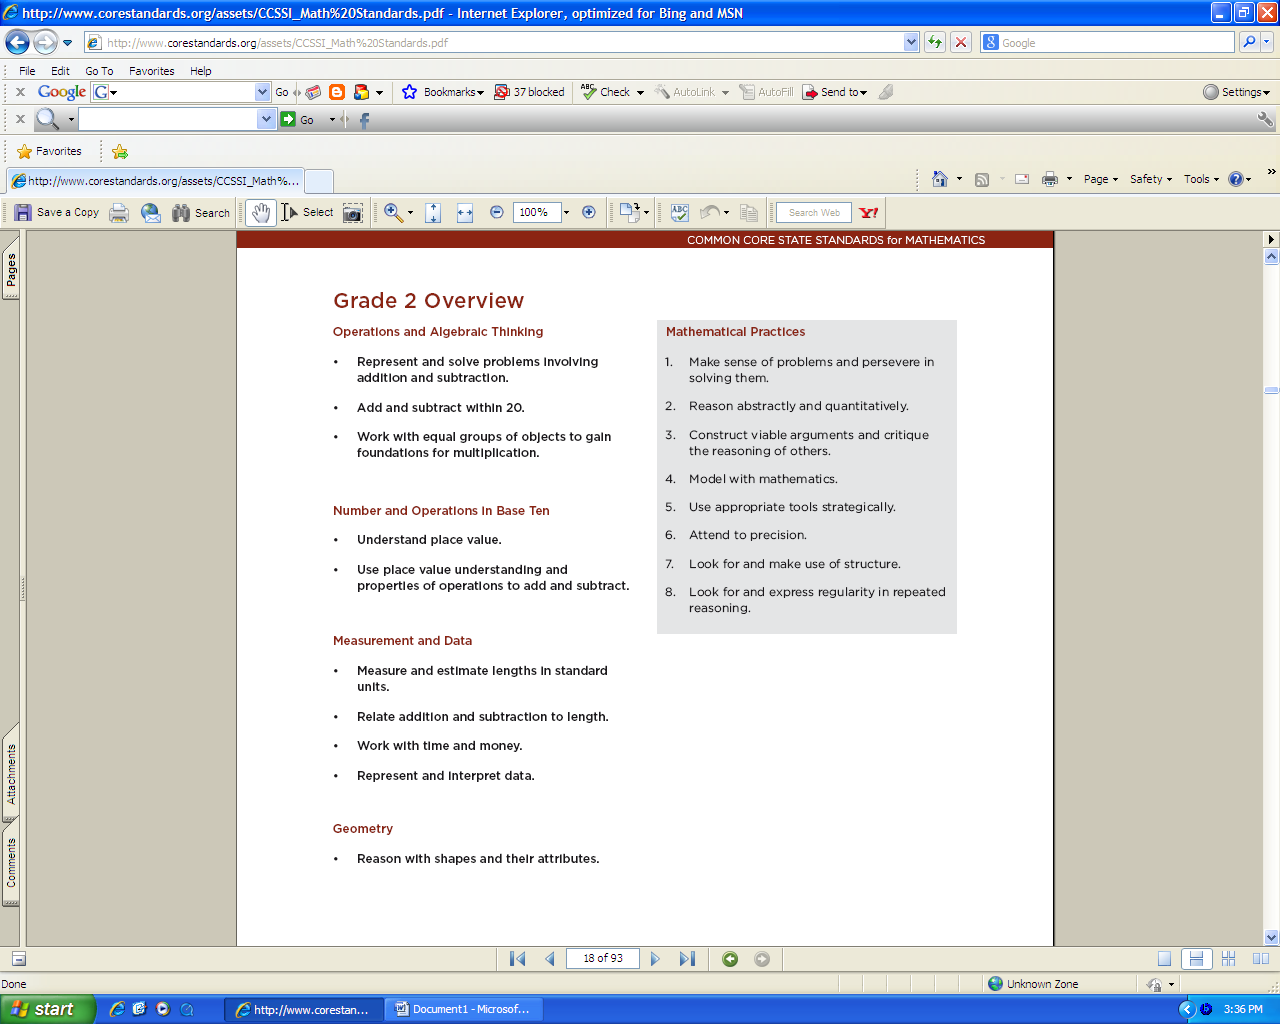 http://www.corestandards.org/assets/CCSSI_Math%20Standards.pdf - Internet Explorer, optimized for Bing and MSN
http://www.corestandards.org/assets/CCSSI_Math%20Standards.pdf
Google
File Edit Go To Favorites Help
x Google G Go Bookmarks 37 blocked ABC Check AutoLink AutoFill Send to Settings
x Go f
Favorites
http://www.corestandards.org/assets/CCSSI_Math%... Page Safety Tools »
Save a Copy Search Select 100% ABC Search Web Y!
COMMON CORE STATE STANDARDS for MATHEMATICS
Pages
Attachments
Comments
Grade 2 Overview
Operations and Algebraic Thinking
• Represent and solve problems involving
addition and subtraction.
• Add and subtract within 20.
• Work with equal groups of objects to gain
foundations for multiplication.
Number and Operations in Base Ten
• Understand place value.
• Use place value understanding and
properties of operations to add and subtract.
Measurement and Data
• Measure and estimate lengths in standard
units.
• Relate addition and subtraction to length.
• Work with time and money.
• Represent and interpret data.
Geometry
• Reason with shapes and their attributes.
Mathematical Practices
1. Make sense of problems and persevere in
solving them.
2. Reason abstractly and quantitatively.
3. Construct viable arguments and critique
the reasoning of others.
4. Model with mathematics.
5. Use appropriate tools strategically.
6. Attend to precision.
7. Look for and make use of structure.
8. Look for and express regularity in repeated
reasoning.
18 of 93
Done
Unknown Zone
start
http://www.corestan...
Document1 - Microsof...
3:36 PM